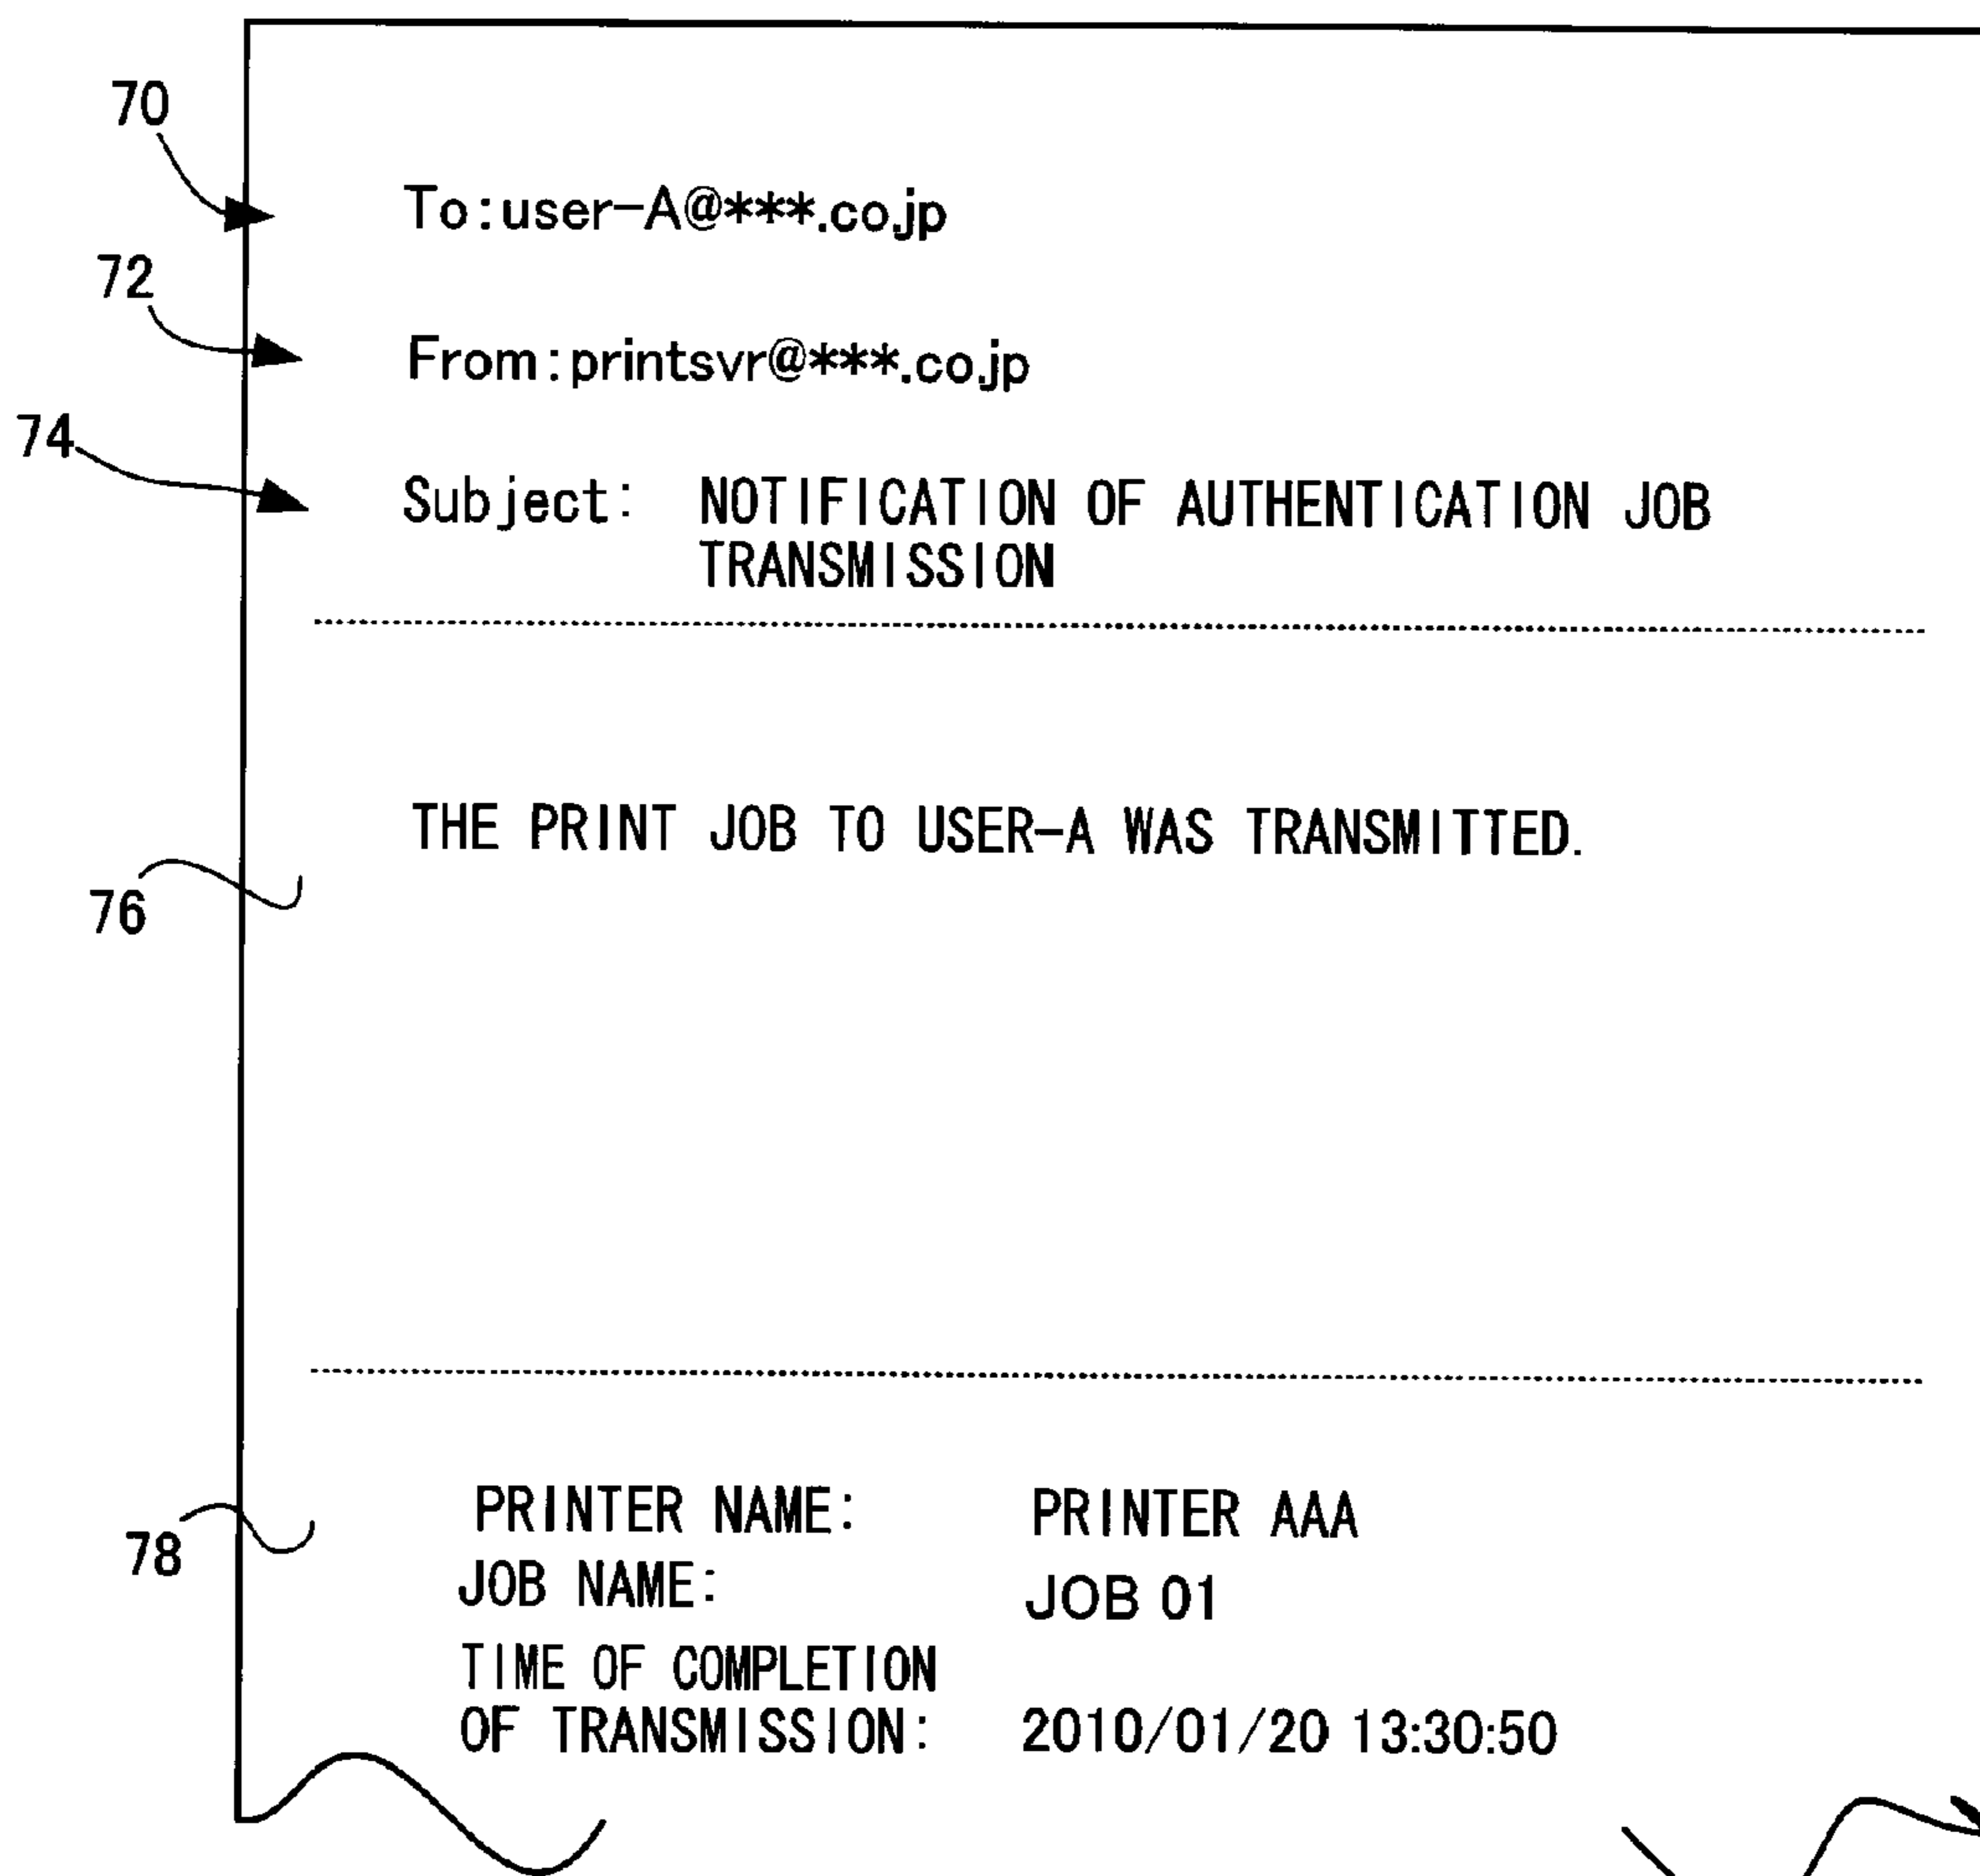 70
To:user-A@***.co.jp
72
From:printsvr@***.co.jp
74
Subject: NOTIFICATION OF AUTHENTICATION JOB
TRANSMISSION
THE PRINT JOB TO USER-A WAS TRANSMITTED.
76
78
PRINTER NAME: PRINTER AAA
JOB NAME: JOB 01
TIME OF COMPLETION
OF TRANSMISSION: 2010/01/20 13:30:50